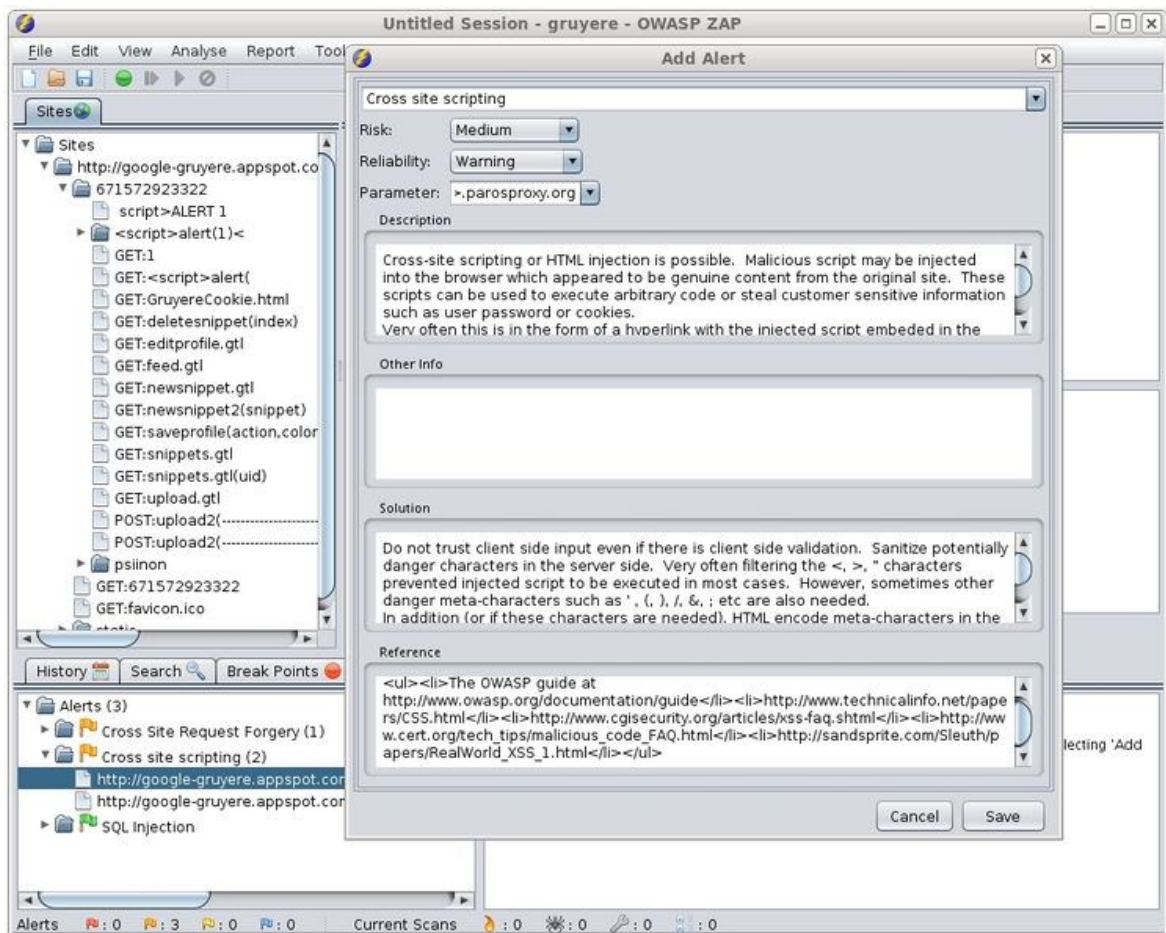 Untitled Session - gruyere - OWASP ZAP
File Edit View Analyse Report Tool
Add Alert
Sites
Cross site scripting
Risk: Medium
Reliability: Warning
Parameter: >.parosproxy.org
Description
Cross-site scripting or HTML injection is possible. Malicious script may be injected
into the browser which appeared to be genuine content from the original site. These
scripts can be used to execute arbitrary code or steal customer sensitive information
such as user password or cookies.
Very often this is in the form of a hyperlink with the injected script embeded in the
Other Info
Solution
Do not trust client side input even if there is client side validation. Sanitize potentially
danger characters in the server side. Very often filtering the <, >, " characters
prevented injected script to be executed in most cases. However, sometimes other
danger meta-characters such as ' , (, ), /, &, ; etc are also needed.
In addition (or if these characters are needed), HTML encode meta-characters in the
Reference
<ul><li>The OWASP guide at
http://www.owasp.org/documentation/guide</li><li>http://www.technicalinfo.net/pape
rs/CSS.html</li><li>http://www.cgisecurity.org/articles/xss-faq.shtml</li><li>http://ww
w.cert.org/tech_tips/malicious_code_FAQ.html</li><li>http://sandsprite.com/Sleuth/p
apers/RealWorld_XSS_1.html</li></ul>
Cancel Save
Sites
http://google-gruyere.appspot.co
671572923322
script>ALERT 1
<script>alert(1)<
GET:1
GET:<script>alert(
GET:GruyereCookie.html
GET:deletesnippet(index)
GET:editprofile.gtl
GET:feed.gtl
GET:newsnippet.gtl
GET:newsnippet2(snippet)
GET:saveprofile(action,color
GET:snippets.gtl
GET:snippets.gtl(uid)
GET:upload.gtl
POST:upload2(---------------------
POST:upload2(---------------------
psiinon
GET:671572923322
GET:favicon.ico
static
History Search Break Points
Alerts (3)
Cross Site Request Forgery (1)
Cross site scripting (2)
http://google-gruyere.appspot.cor
http://google-gruyere.appspot.cor
SQL Injection
lecting 'Add
Alerts : 0 : 3 : 0 : 0 Current Scans : 0 : 0 : 0 : 0